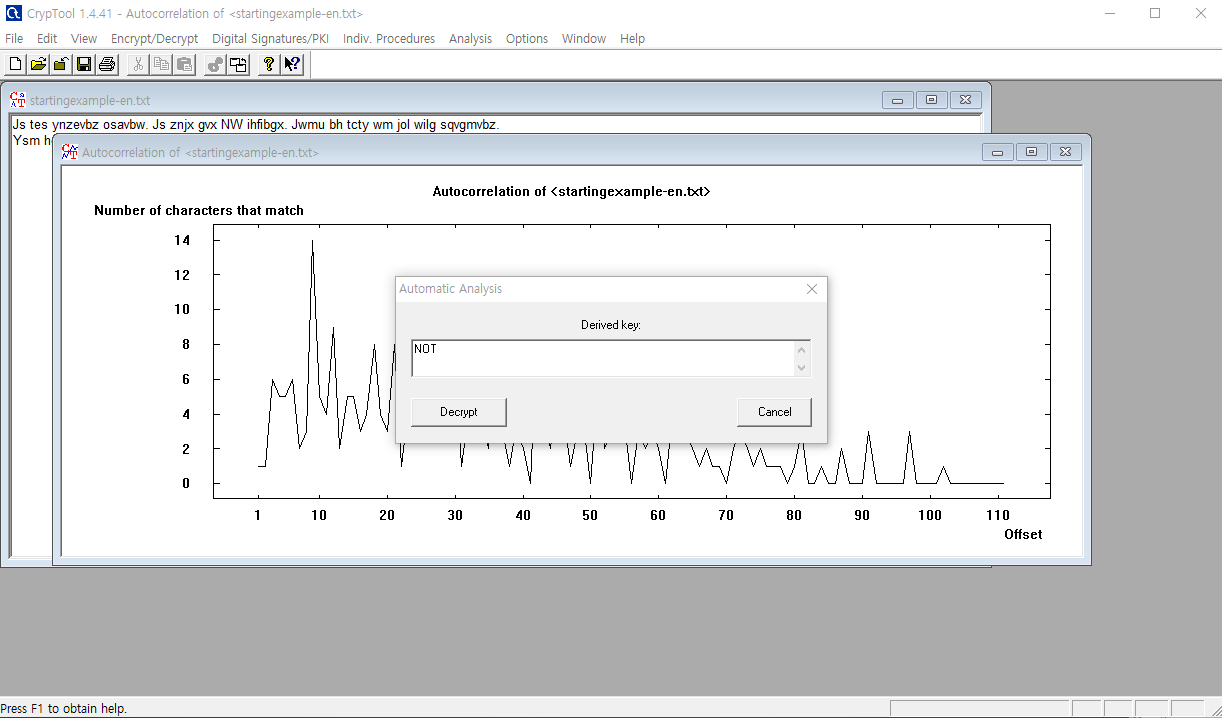 CrypTool 1.4.41 - Autocorrelation of <startingexample-en.txt>
File Edit View Encrypt/Decrypt Digital Signatures/PKI Indiv. Procedures Analysis Options Window Help
startingexample-en.txt
Js tes ynzevbz osavbw. Js znjx gvx NW ihfibgx. Jwmu bh tcty wm jol wilg sqvgmvbz.
Ysm
Autocorrelation of <startingexample-en.txt>
Autocorrelation of <startingexample-en.txt>
Number of characters that match
14
12
10
8
6
4
2
0
1 10 20 30 40 50 60 70 80 90 100 110
Offset
Automatic Analysis
Derived key:
NOT
Decrypt Cancel
Press F1 to obtain help.